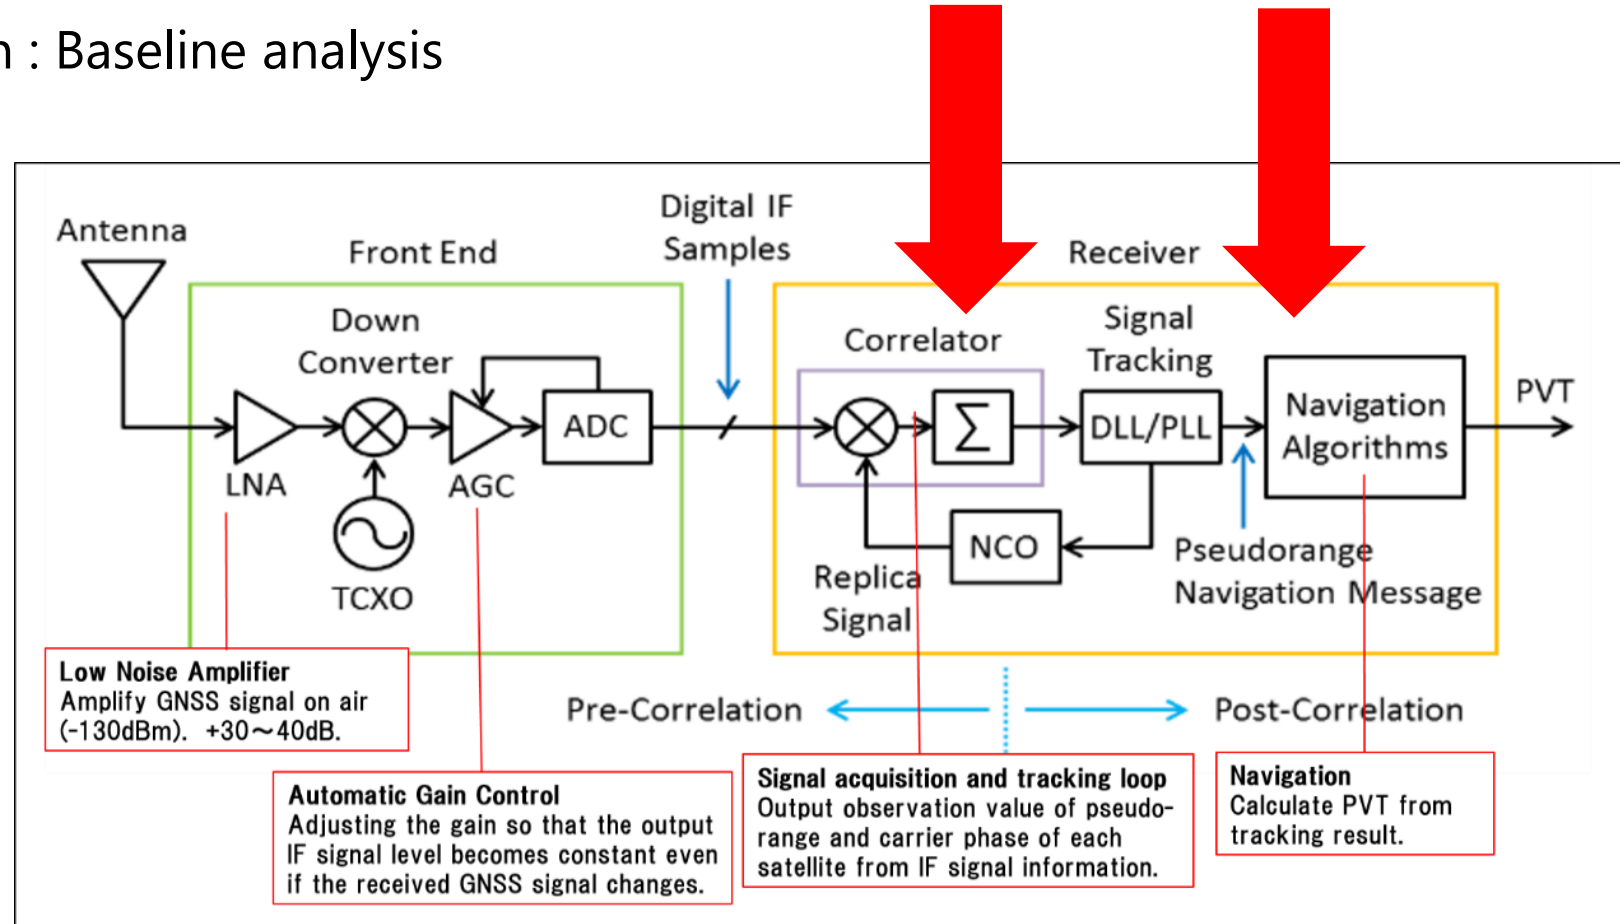 n : Baseline analysis
Antenna
Front End
Digital IF
Samples
Receiver
Down
Converter
Correlator
Signal
Tracking
LNA
AGC
ADC
TCXO
Σ
DLL/PLL
Navigation
Algorithms
PVT
NCO
Replica
Signal
Pseudorange
Navigation Message
Pre-Correlation
Post-Correlation
Low Noise Amplifier
Amplify GNSS signal on air
(-130dBm). +30～40dB.
Automatic Gain Control
Adjusting the gain so that the output
IF signal level becomes constant even
if the received GNSS signal changes.
Signal acquisition and tracking loop
Output observation value of pseudo-
range and carrier phase of each
satellite from IF signal information.
Navigation
Calculate PVT from
tracking result.